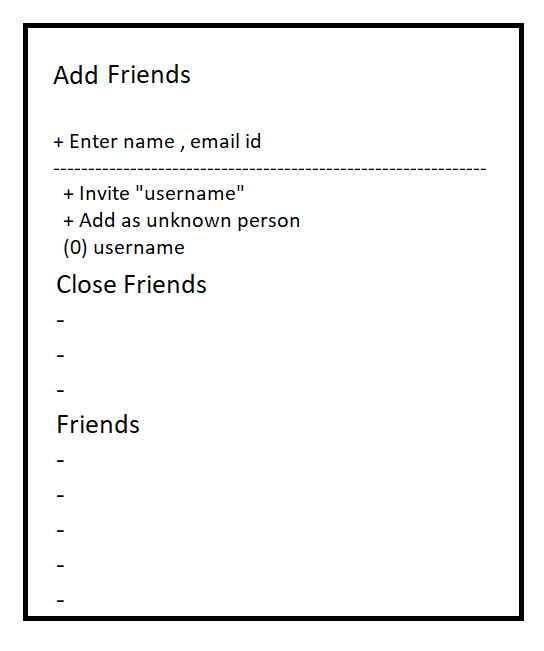 Add Friends
+ Enter name , email id
--------------------------------------------------------------
+ Invite "username"
+ Add as unknown person
(0) username
Close Friends
-
-
-
Friends
-
-
-
-
-